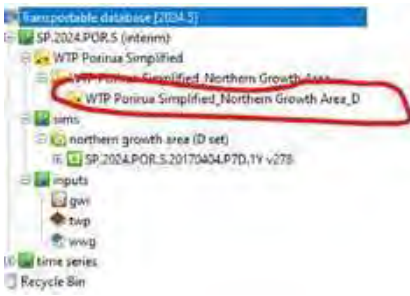 Transportable database [2024.5]
SP.2024.POR.S (interim)
WTP Porirua Simplified
WTP Porirua Simplified_Northern Growth Area
WTP Porirua Simplified_Northern Growth Area_D
sims
northern growth area (D set)
SP.2024.POR.S.20170404.P7D.1Y v278
inputs
gwi
twp
wwg
time series
Recycle Bin